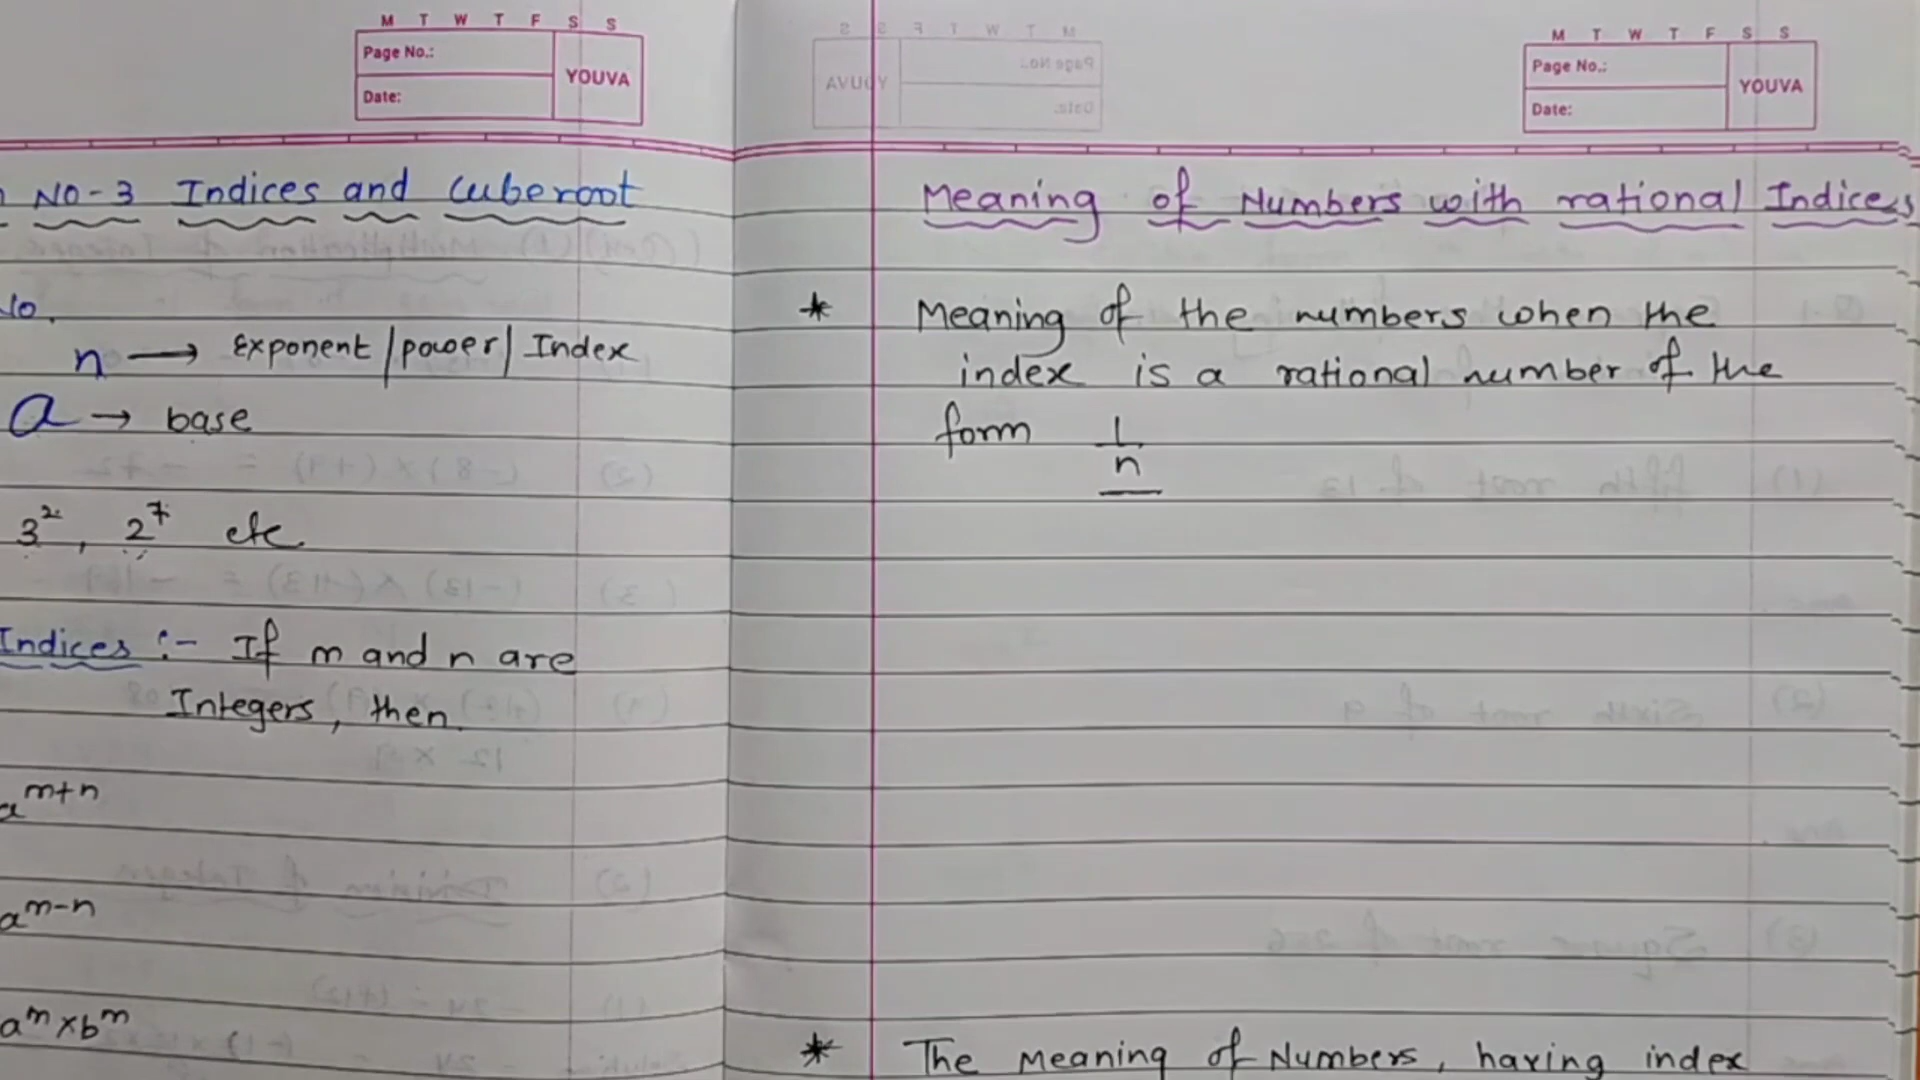 M T W T F S S
Page No.:
YOUVA
Date:
NO-3 Indices and Cuberoot
No.
n → Exponent/power/Index
a → base
3², 2⁷ etc.
Indices :- If m and n are
Integers, then
a^m+n
a^m-n
a^m×b^m
M T W T F S S
Page No.:
YOUVA
Date:
Meaning of Numbers with rational Indices
* Meaning of the numbers when the
index is a rational number of the
form 1/n
* The Meaning of Numbers, having index